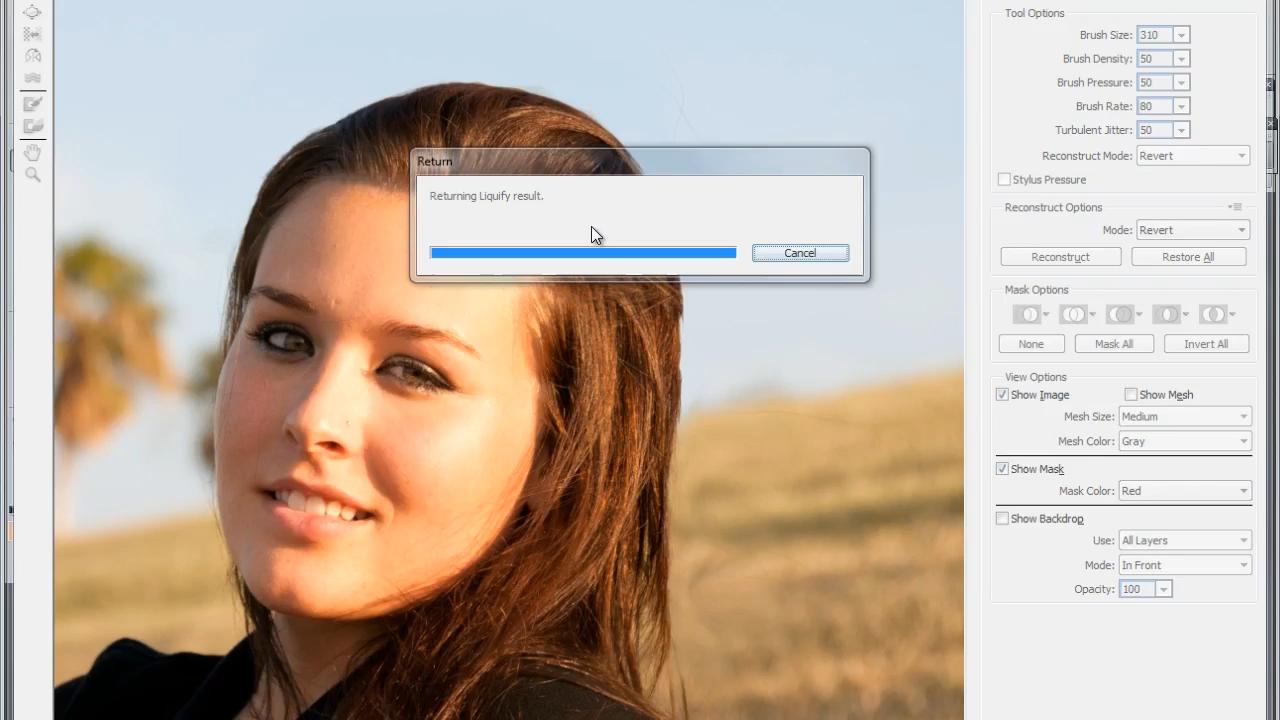 Tool Options
Brush Size: 310
Brush Density: 50
Brush Pressure: 50
Brush Rate: 80
Turbulent Jitter: 50
Reconstruct Mode: Revert
Stylus Pressure
Reconstruct Options
Mode: Revert
Reconstruct Restore All
Mask Options
None Mask All Invert All
View Options
Show Image Show Mesh
Mesh Size: Medium
Mesh Color: Gray
Show Mask
Mask Color: Red
Show Backdrop
Use: All Layers
Mode: In Front
Opacity: 100
Return
Returning Liquify result.
Cancel